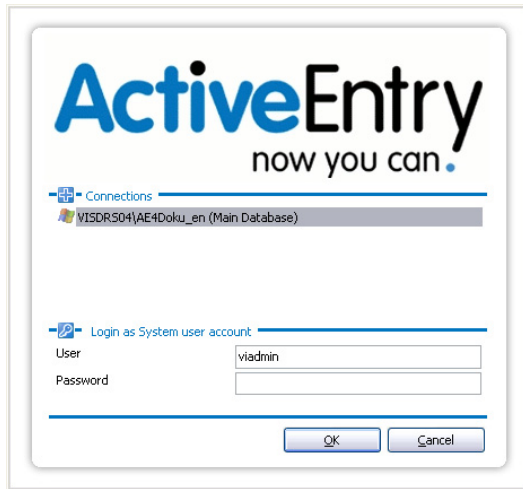 ActiveEntry
now you can.
Connections
VISDRS04\AE4Doku_en (Main Database)
Login as System user account
User viadmin
Password
OK Cancel